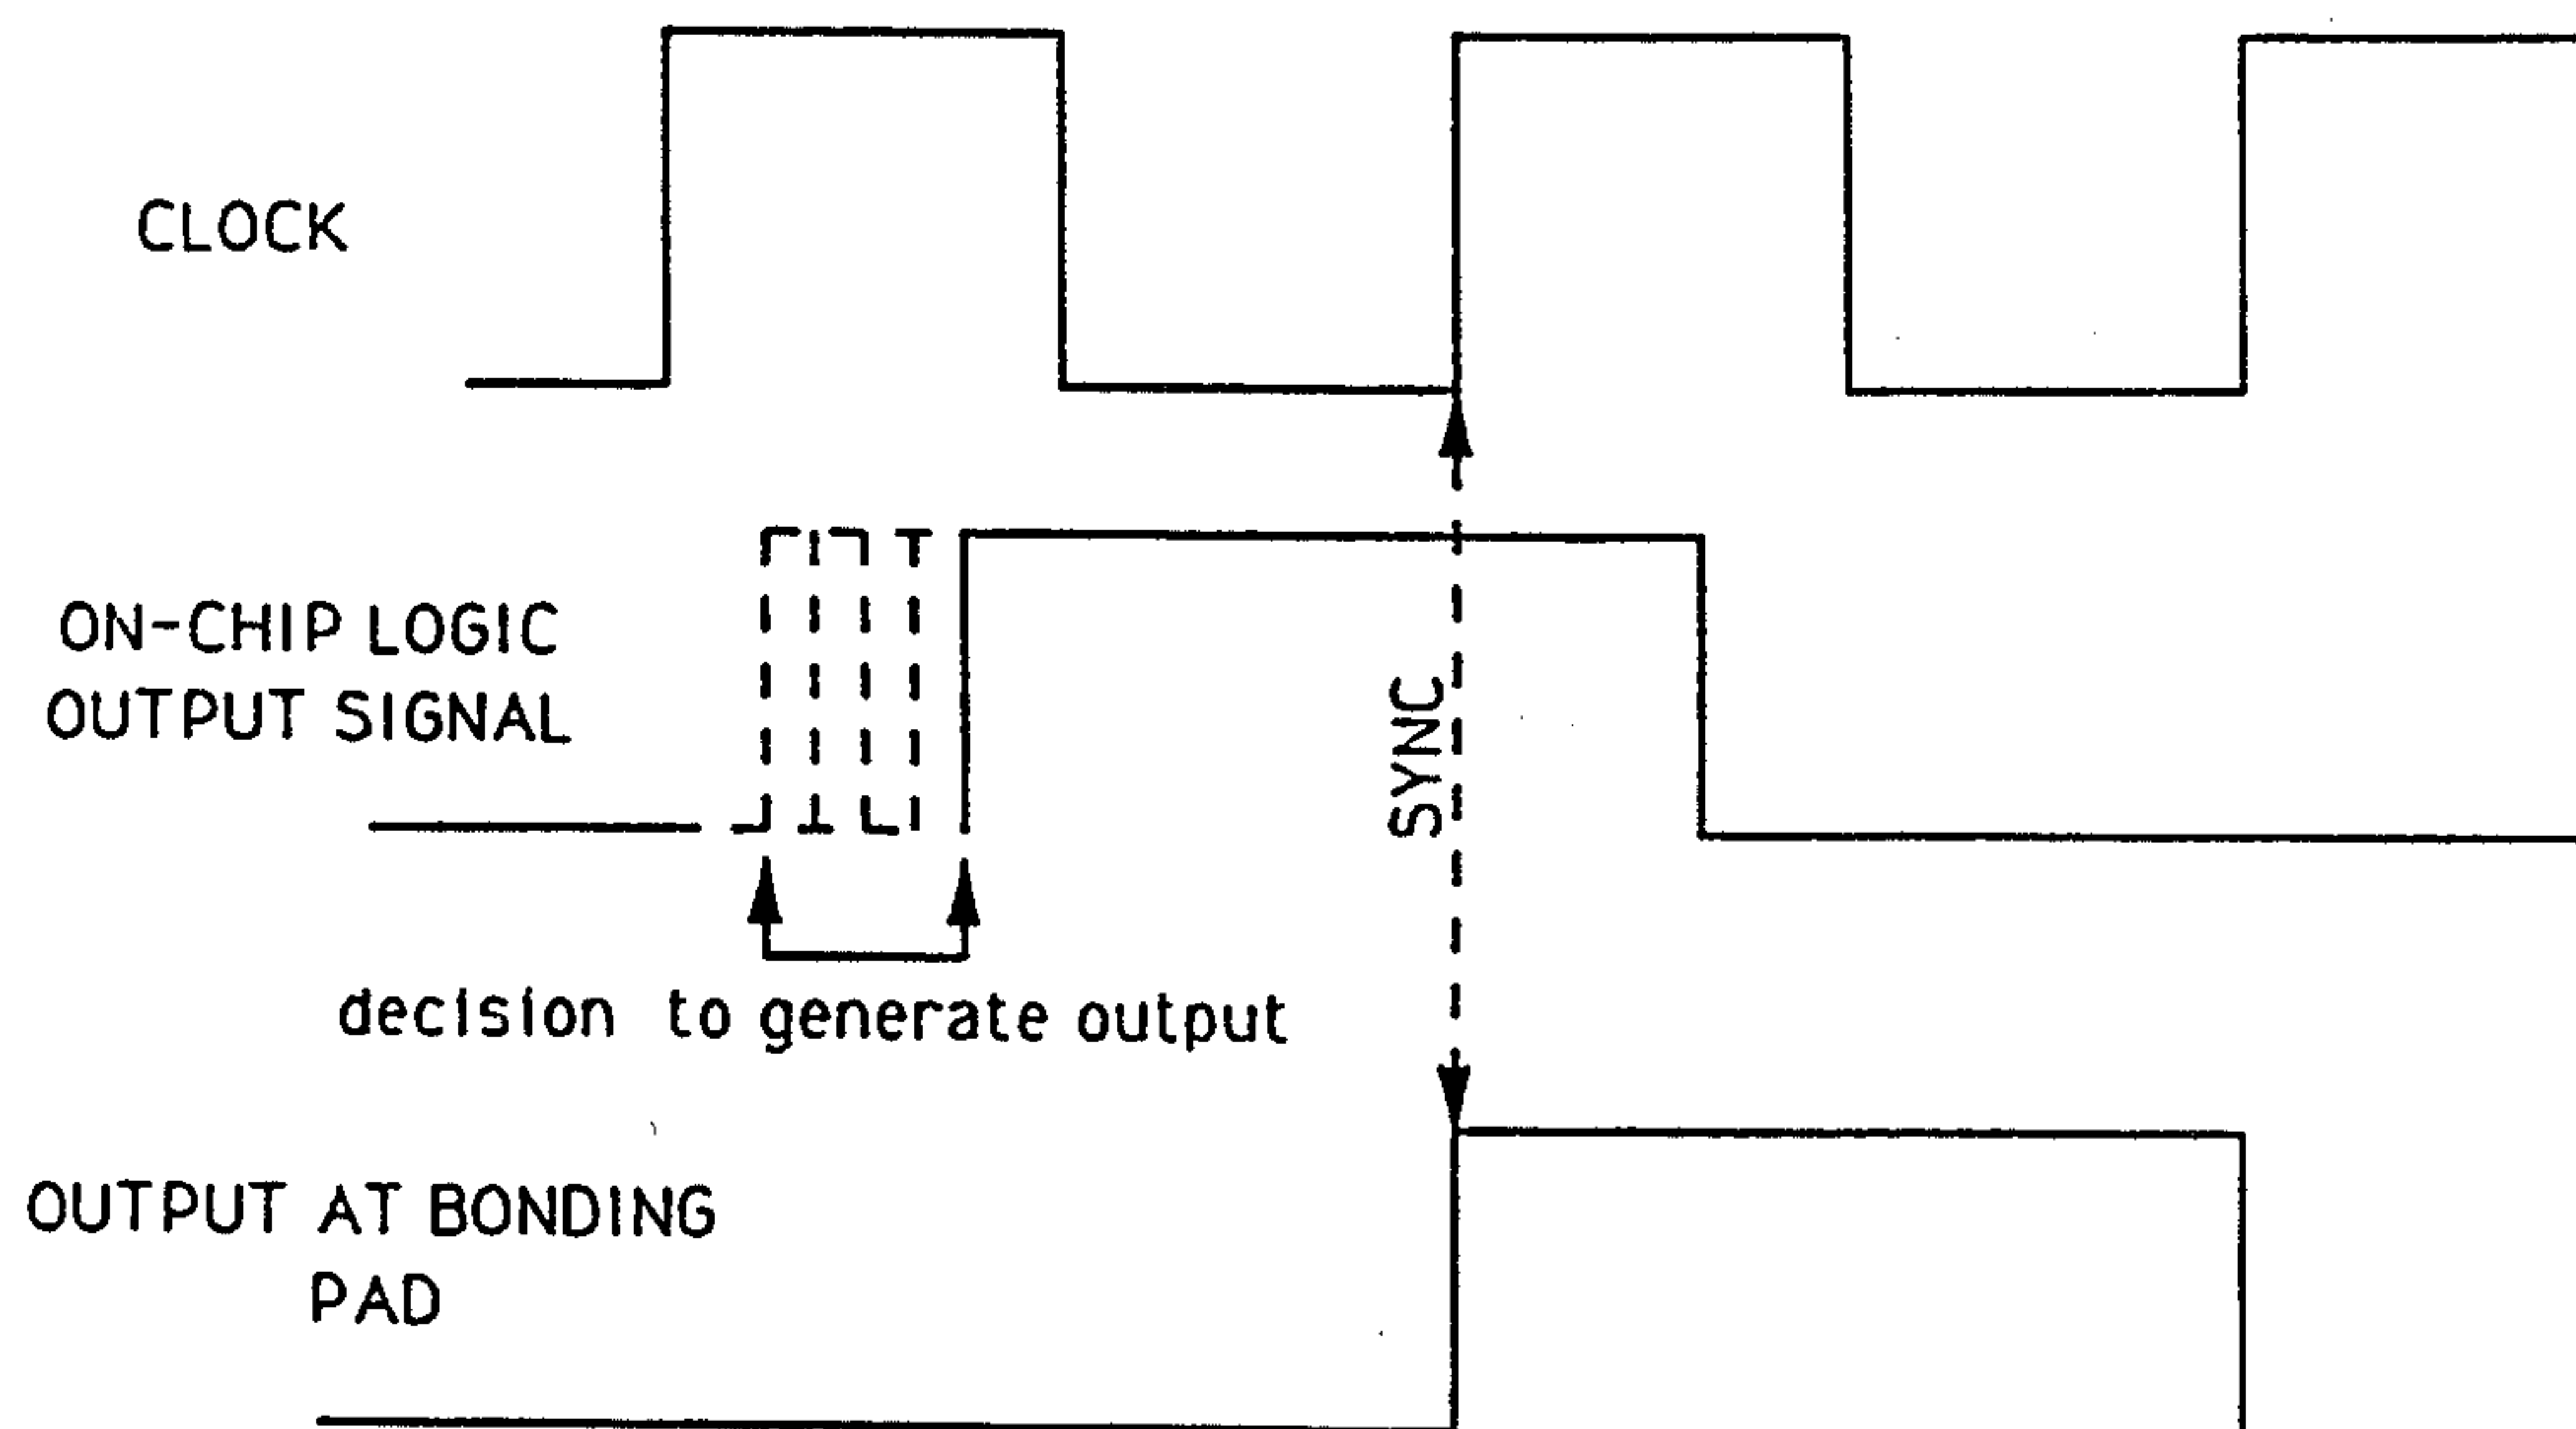 CLOCK
ON-CHIP LOGIC
OUTPUT SIGNAL
SYNC
decision to generate output
OUTPUT AT BONDING
PAD